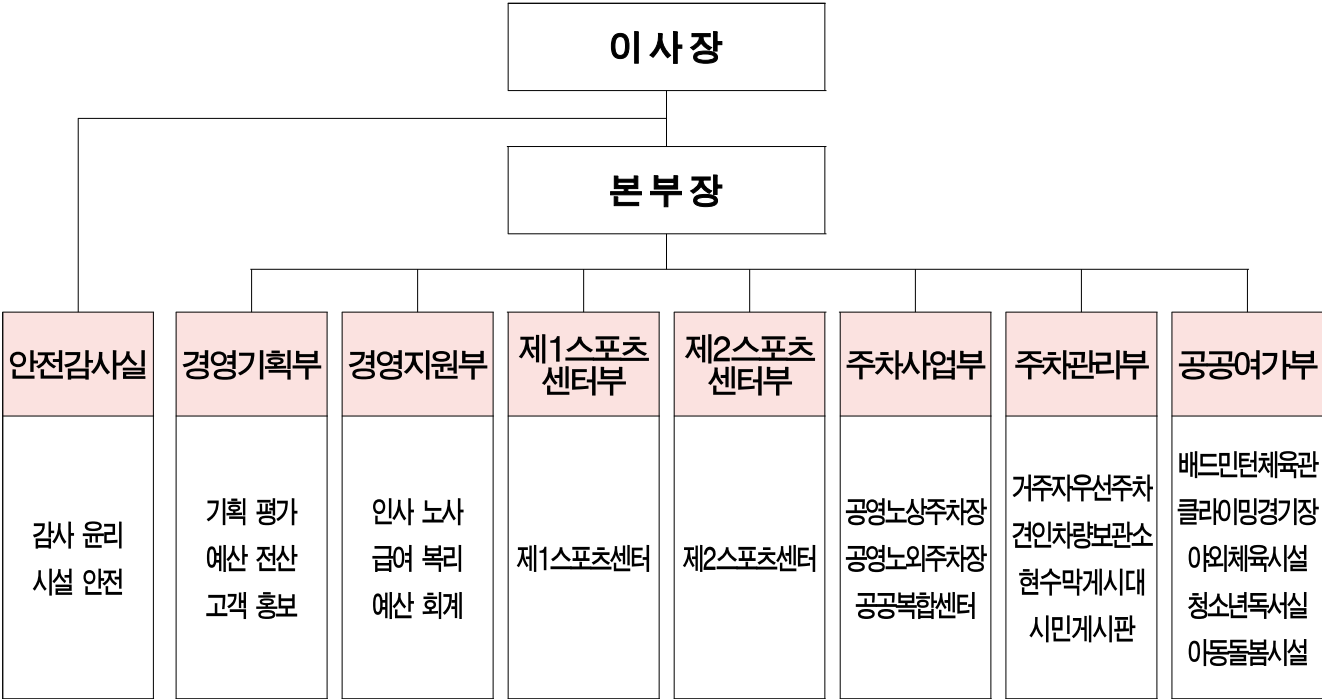 이사장
본부장
안전감사실
감사 윤리
시설 안전
경영기획부
기획 평가
예산 전산
고객 홍보
경영지원부
인사 노사
급여 복리
예산 회계
제1스포츠
센터부
제1스포츠센터
제2스포츠
센터부
제2스포츠센터
주차사업부
공영노상주차장
공영노외주차장
공공복합센터
주차관리부
거주자우선주차
견인차량보관소
현수막게시대
시민게시판
공공여가부
배드민턴체육관
클라이밍경기장
야외체육시설
청소년독서실
아동돌봄시설